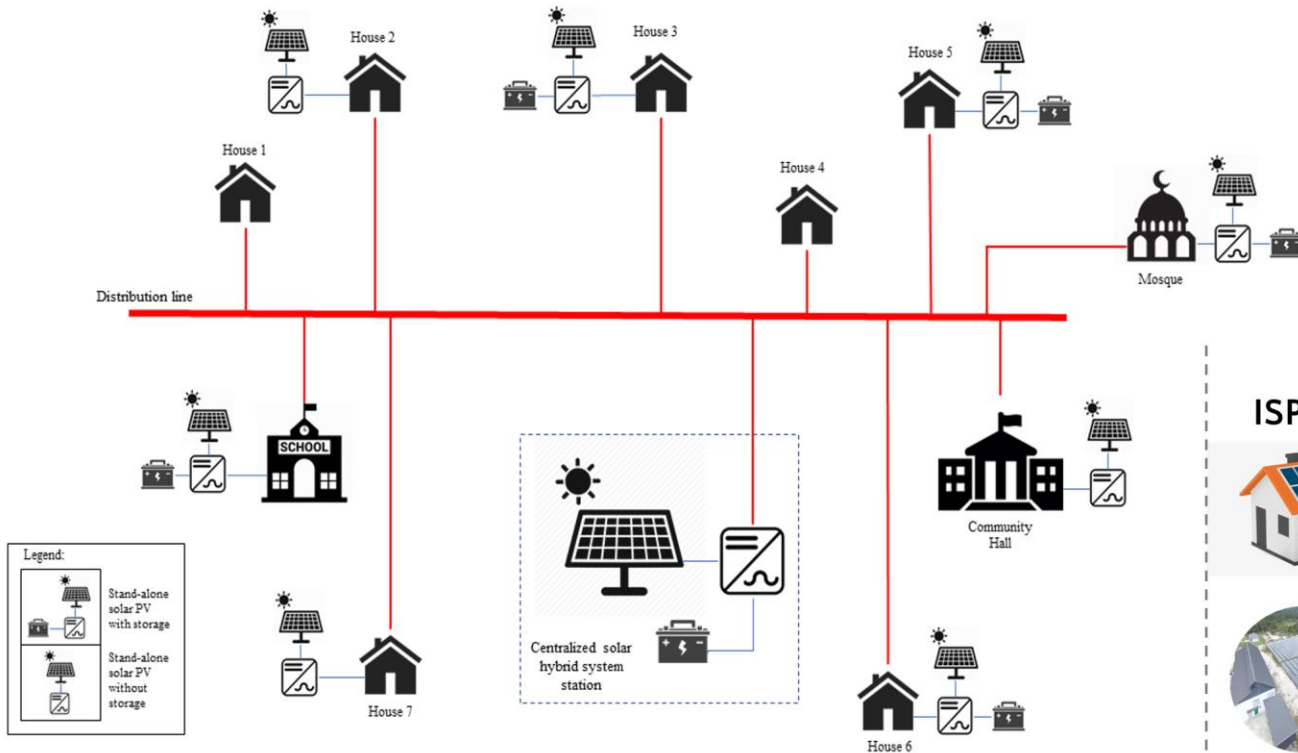 House 2
House 3
House 5
House 1
House 4
Mosque
Distribution line
SCHOOL
ISP
Community
Hall
Legend:
Stand-alone
solar PV
with storage
Stand-alone
solar PV
without
storage
Centralized solar
hybrid system
station
House 7
House 6